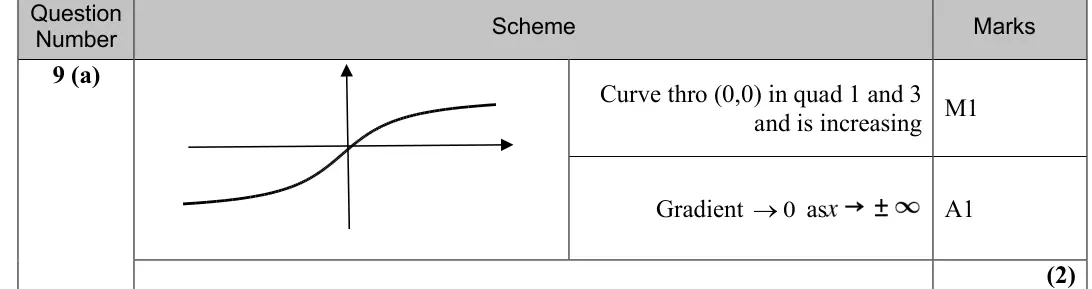 Question
Number
Scheme
Marks
9 (a)
Curve thro (0,0) in quad 1 and 3
and is increasing
M1
Gradient → 0 as x → ± ∞
A1
(2)